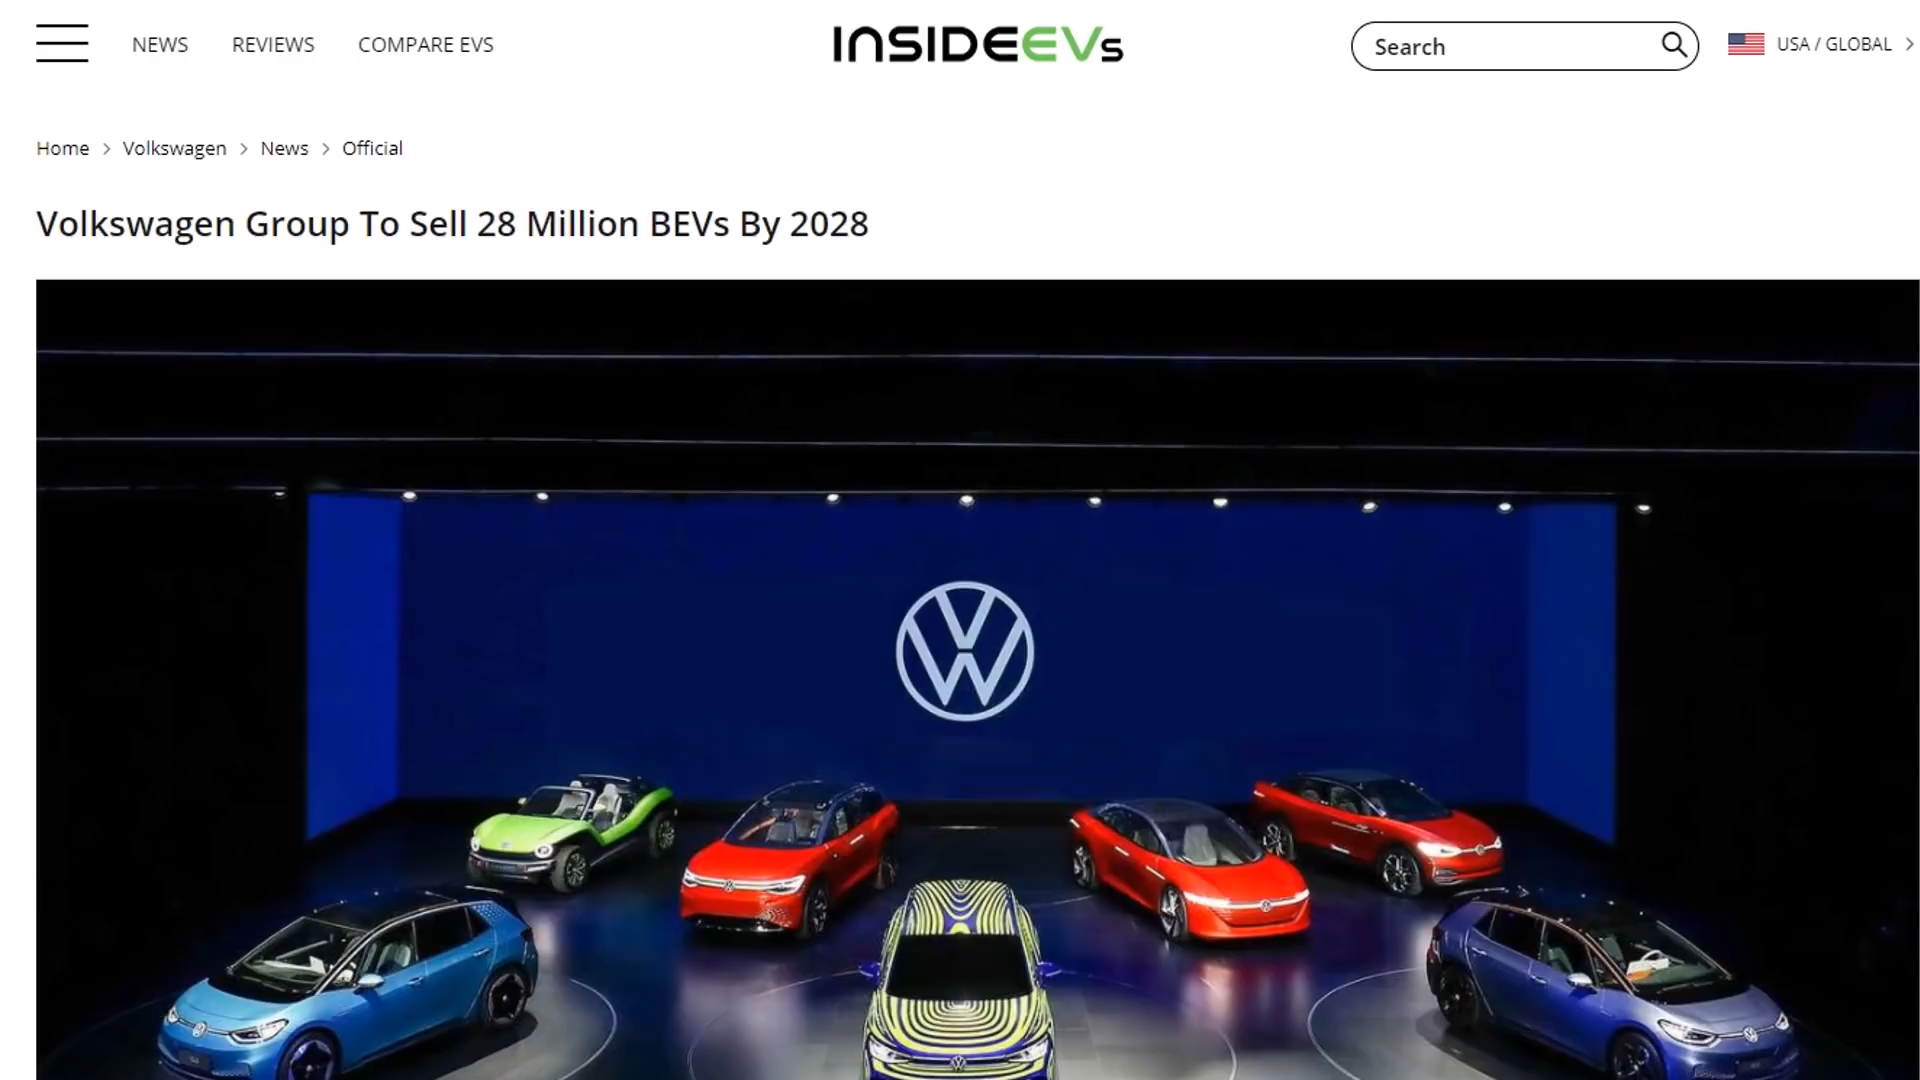 NEWS REVIEWS COMPARE EVS INSIDEEVs Search USA / GLOBAL
Home > Volkswagen > News > Official
Volkswagen Group To Sell 28 Million BEVs By 2028